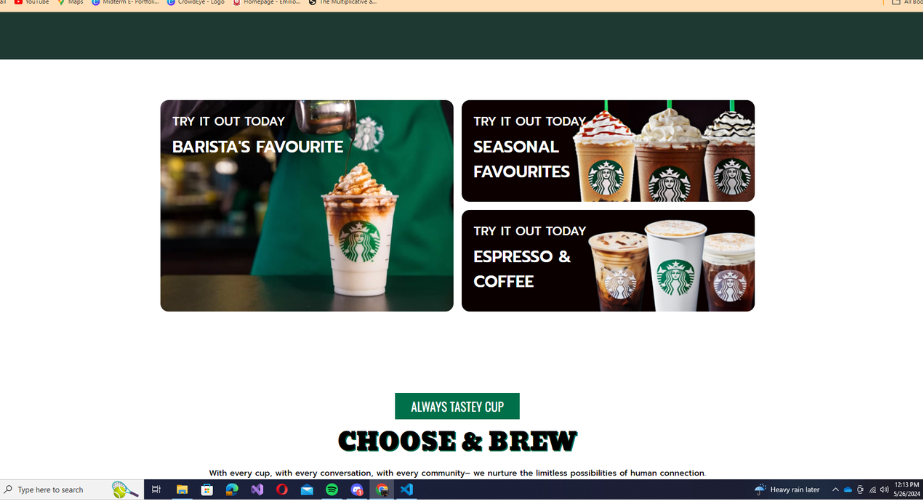 YouTube
Maps
Midterm E- Portfoli...
CrowdEye - Logo
Homepage - Emilio...
The Multiplicative &...
TRY IT OUT TODAY
BARISTA'S FAVOURITE
TRY IT OUT TODAY
SEASONAL
FAVOURITES
TRY IT OUT TODAY
ESPRESSO &
COFFEE
ALWAYS TASTEY CUP
CHOOSE & BREW
With every cup, with every conversation, with every community– we nurture the limitless possibilities of human connection.
Type here to search
Heavy rain later
12:13 PM
5/26/2024